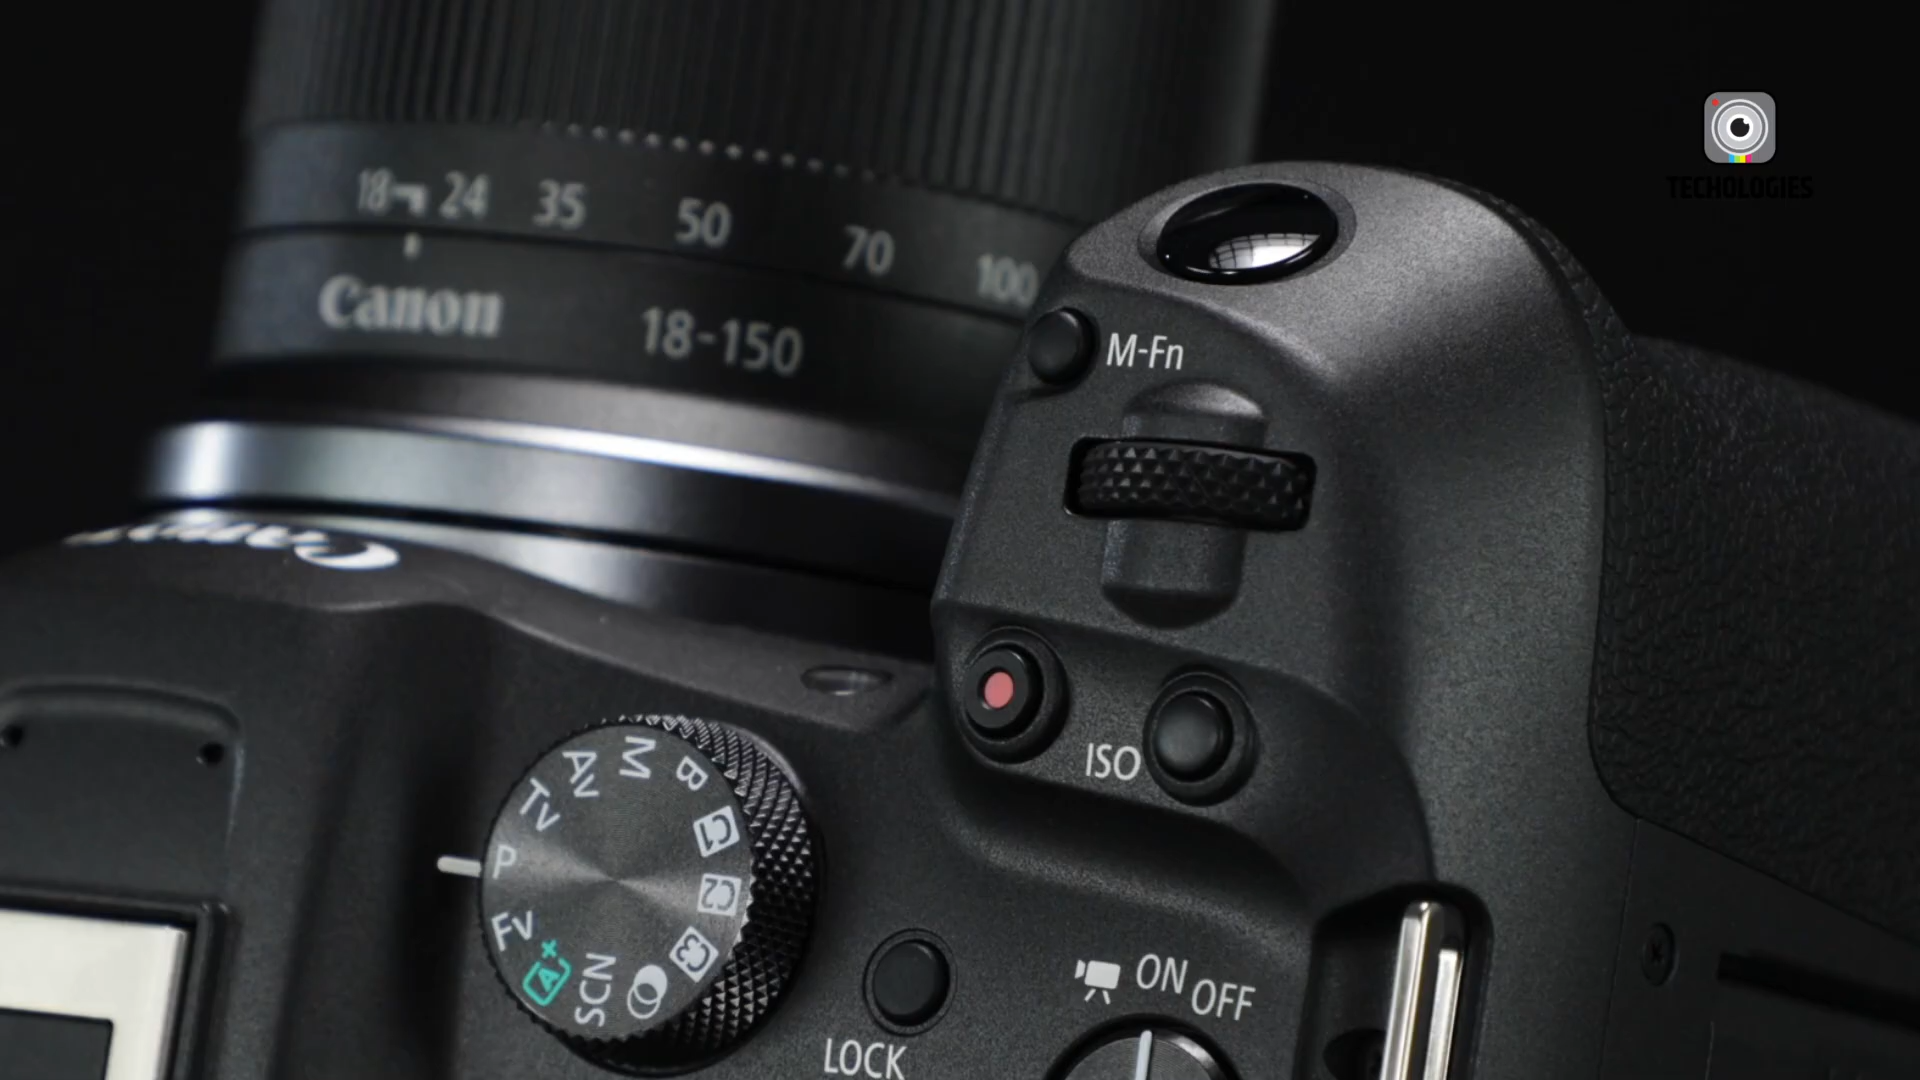 TECHOLOGIES
18 24 35 50 70 100
Canon 18-150
M-Fn
Canon
ISO
M
B
Av
Tv
C1
P
C2
Fv
C3
A+
SCN
ON OFF
LOCK